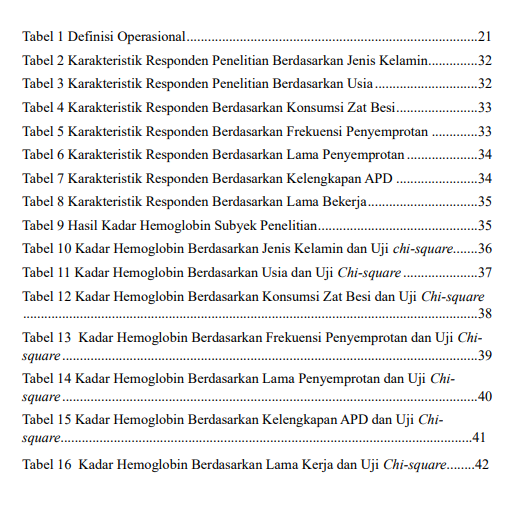 Tabel 1 Definisi Operasional....................................................................................21
Tabel 2 Karakteristik Responden Penelitian Berdasarkan Jenis Kelamin..............32
Tabel 3 Karakteristik Responden Penelitian Berdasarkan Usia..............................32
Tabel 4 Karakteristik Responden Berdasarkan Konsumsi Zat Besi.......................33
Tabel 5 Karakteristik Responden Berdasarkan Frekuensi Penyemprotan .............33
Tabel 6 Karakteristik Responden Berdasarkan Lama Penyemprotan....................34
Tabel 7 Karakteristik Responden Berdasarkan Kelengkapan APD .......................34
Tabel 8 Karakteristik Responden Berdasarkan Lama Bekerja................................35
Tabel 9 Hasil Kadar Hemoglobin Subyek Penelitian..............................................35
Tabel 10 Kadar Hemoglobin Berdasarkan Jenis Kelamin dan Uji chi-square.......36
Tabel 11 Kadar Hemoglobin Berdasarkan Usia dan Uji Chi-square .....................37
Tabel 12 Kadar Hemoglobin Berdasarkan Konsumsi Zat Besi dan Uji Chi-square
....................................................................................................................................38
Tabel 13 Kadar Hemoglobin Berdasarkan Frekuensi Penyemprotan dan Uji Chi-
square.........................................................................................................................39
Tabel 14 Kadar Hemoglobin Berdasarkan Lama Penyemprotan dan Uji Chi-
square.........................................................................................................................40
Tabel 15 Kadar Hemoglobin Berdasarkan Kelengkapan APD dan Uji Chi-
square.......................................................................................................................41
Tabel 16 Kadar Hemoglobin Berdasarkan Lama Kerja dan Uji Chi-square........42